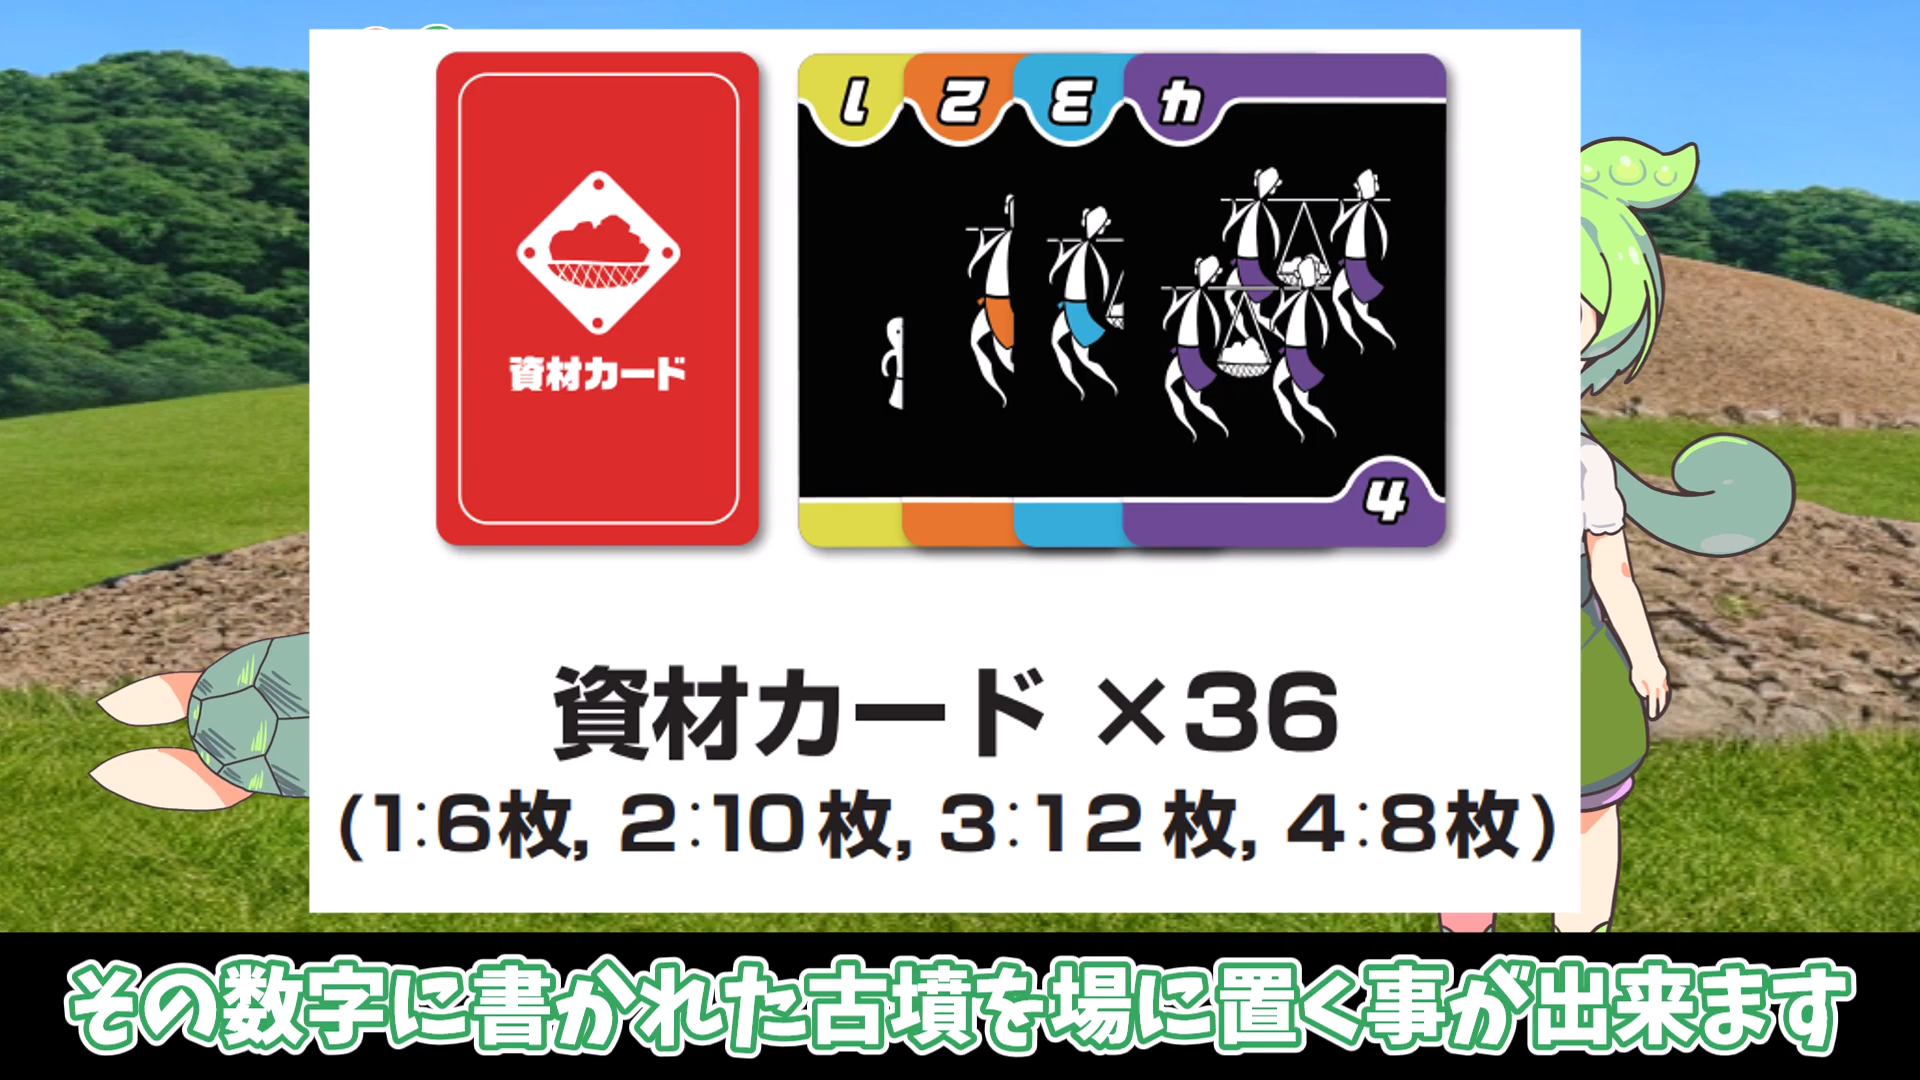 1 2 3 4
資材カード
4
資材カード ×36
(1:6枚, 2:10枚, 3:12枚, 4:8枚)
その数字に書かれた古墳を場に置く事が出来ます